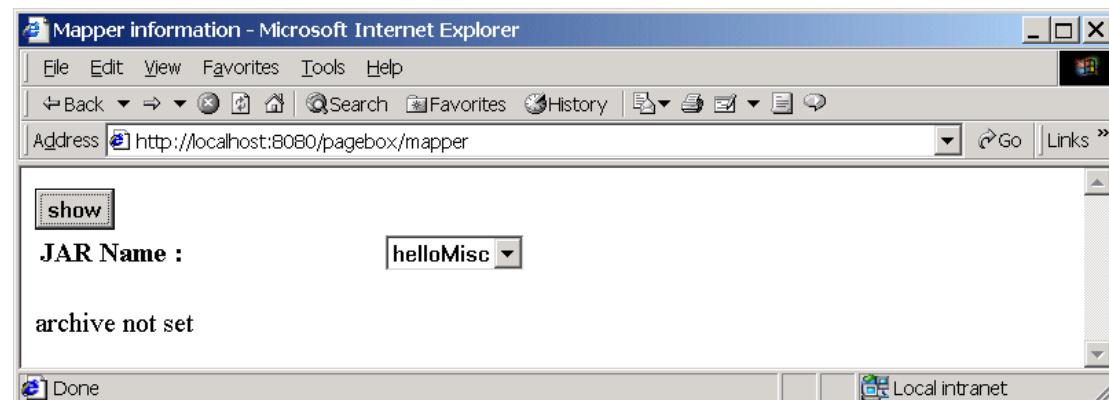 Mapper information - Microsoft Internet Explorer
File Edit View Favorites Tools Help
Back Search Favorites History
Address http://localhost:8080/pagebox/mapper Go Links »
show
JAR Name : helloMisc
archive not set
Done Local intranet